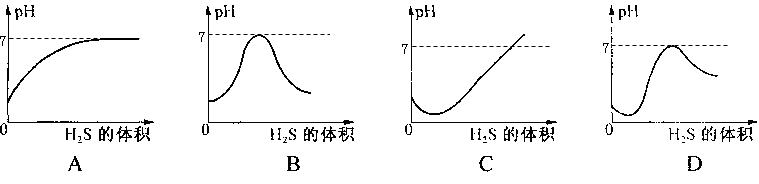 pH pH pH pH
7 7 7 7
0 H₂S 的体积 0 H₂S 的体积 0 H₂S 的体积 0 H₂S 的体积
A B C D